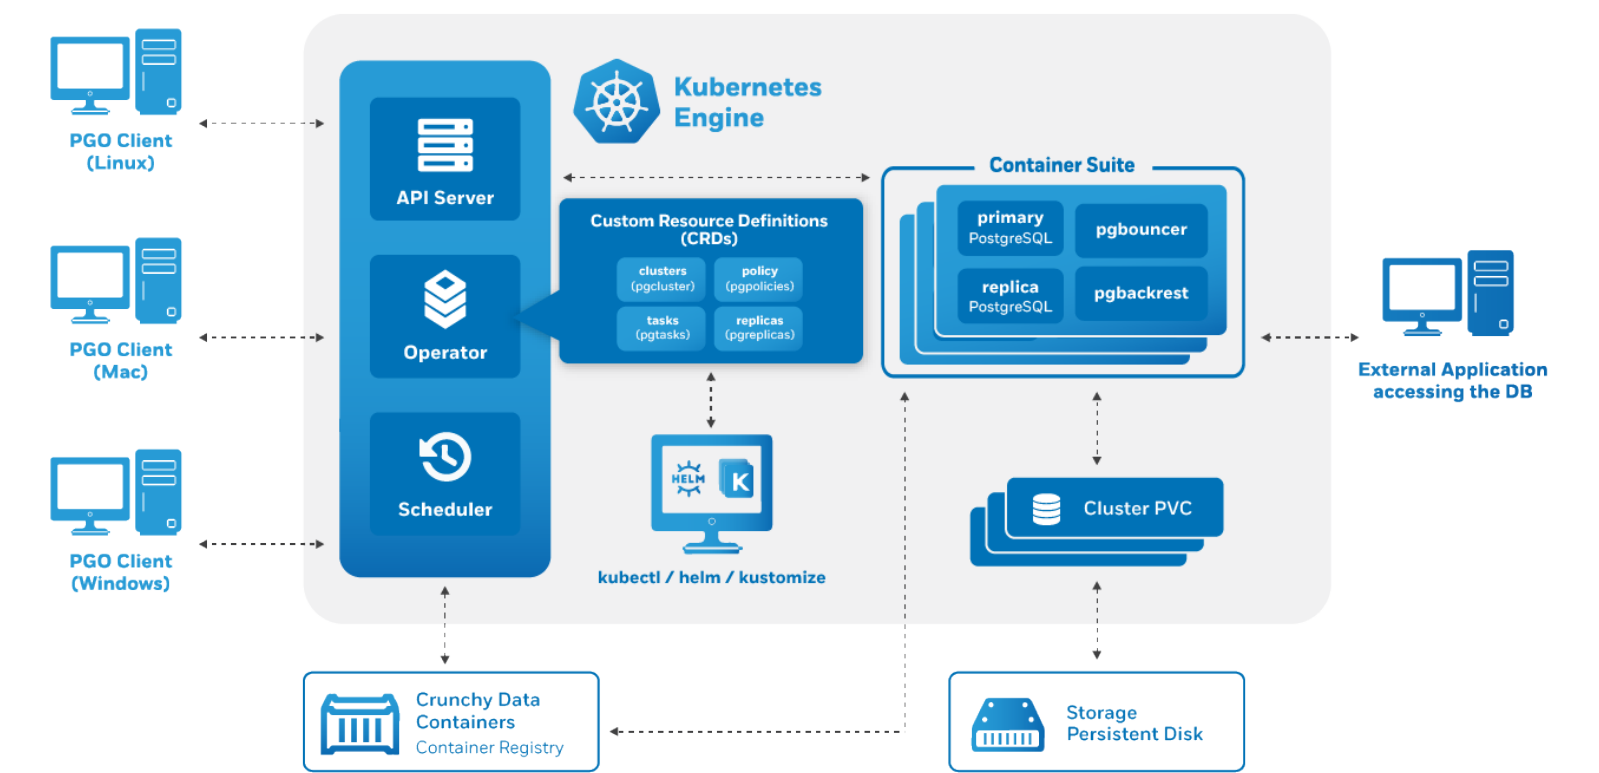 PGO Client
(Linux)
PGO Client
(Mac)
PGO Client
(Windows)
API Server
Operator
Scheduler
Kubernetes
Engine
Custom Resource Definitions
(CRDs)
clusters
(pgcluster)
policy
(pgpolicies)
tasks
(pgtasks)
replicas
(pgreplicas)
HELM
K
kubectl / helm / kustomize
Container Suite
primary
PostgreSQL
pgbouncer
replica
PostgreSQL
pgbackrest
Cluster PVC
External Application
accessing the DB
Crunchy Data
Containers
Container Registry
Storage
Persistent Disk